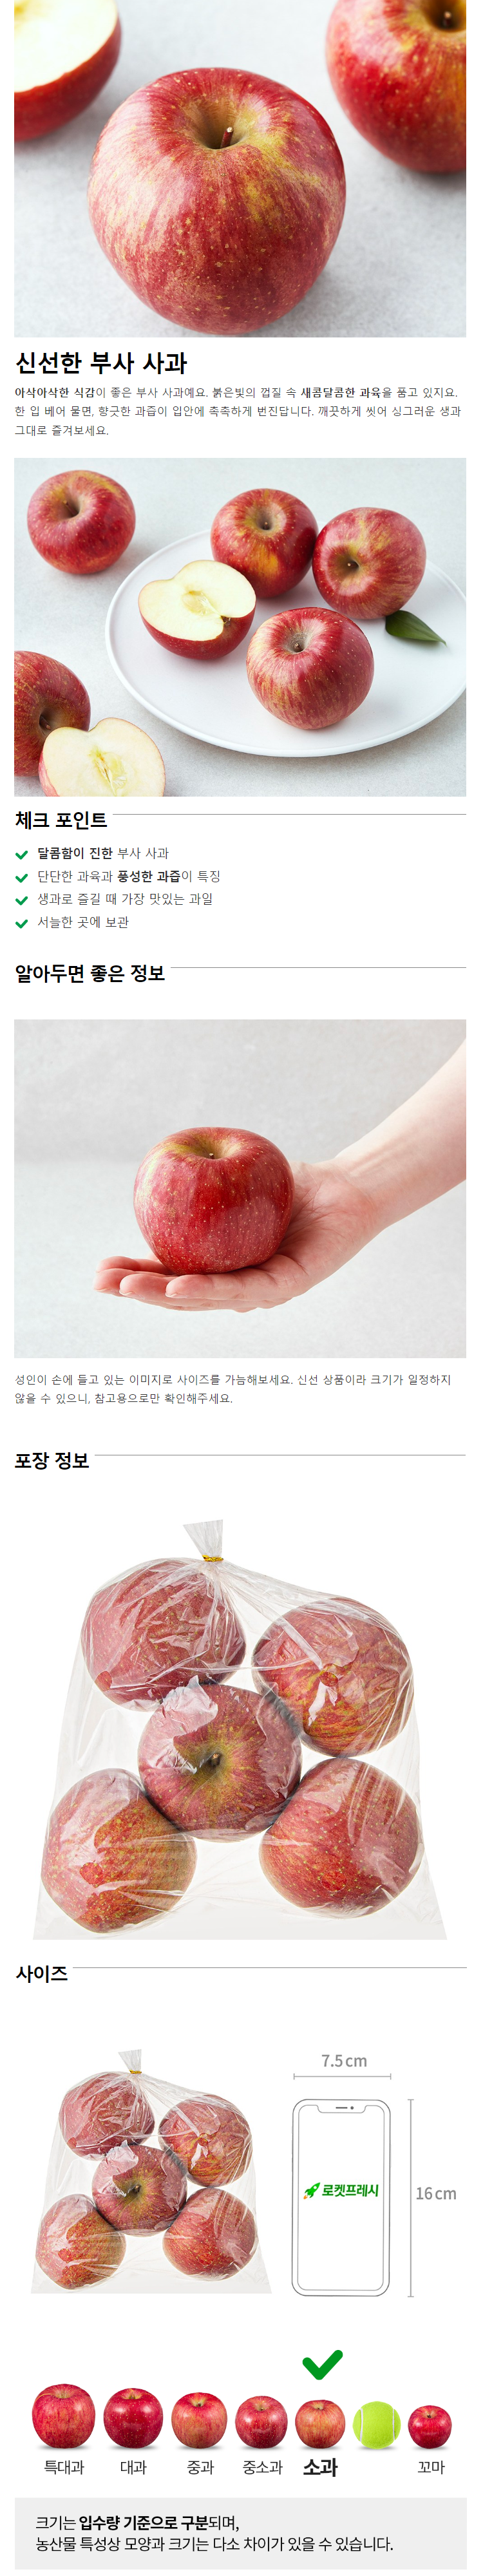 신선한 부사 사과
아삭아삭한 식감이 좋은 부사 사과예요. 붉은빛의 껍질 속 새콤달콤한 과육을 품고 있지요.
한 입 베어 물면, 향긋한 과즙이 입안에 촉촉하게 번진답니다. 깨끗하게 씻어 싱그러운 생과
그대로 즐겨보세요.
체크 포인트
달콤함이 진한 부사 사과
단단한 과육과 풍성한 과즙이 특징
생과로 즐길 때 가장 맛있는 과일
서늘한 곳에 보관
알아두면 좋은 정보
성인이 손에 들고 있는 이미지로 사이즈를 가늠해보세요. 신선 상품이라 크기가 일정하지
않을 수 있으니, 참고용으로만 확인해주세요.
포장 정보
사이즈
7.5cm
로켓프레시
16cm
특대과 대과 중과 중소과 소과 꼬마
크기는 입수량 기준으로 구분되며,
농산물 특성상 모양과 크기는 다소 차이가 있을 수 있습니다.